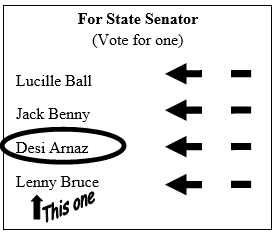 For State Senator
(Vote for one)
Lucille Ball
Jack Benny
Desi Arnaz
Lenny Bruce
This one